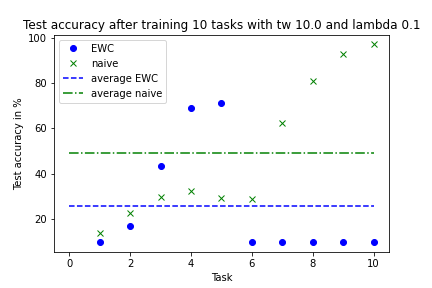 Test accuracy after training 10 tasks with tw 10.0 and lambda 0.1
100
80
60
40
20
Test accuracy in %
EWC
naive
average EWC
average naive
0 2 4 6 8 10
Task